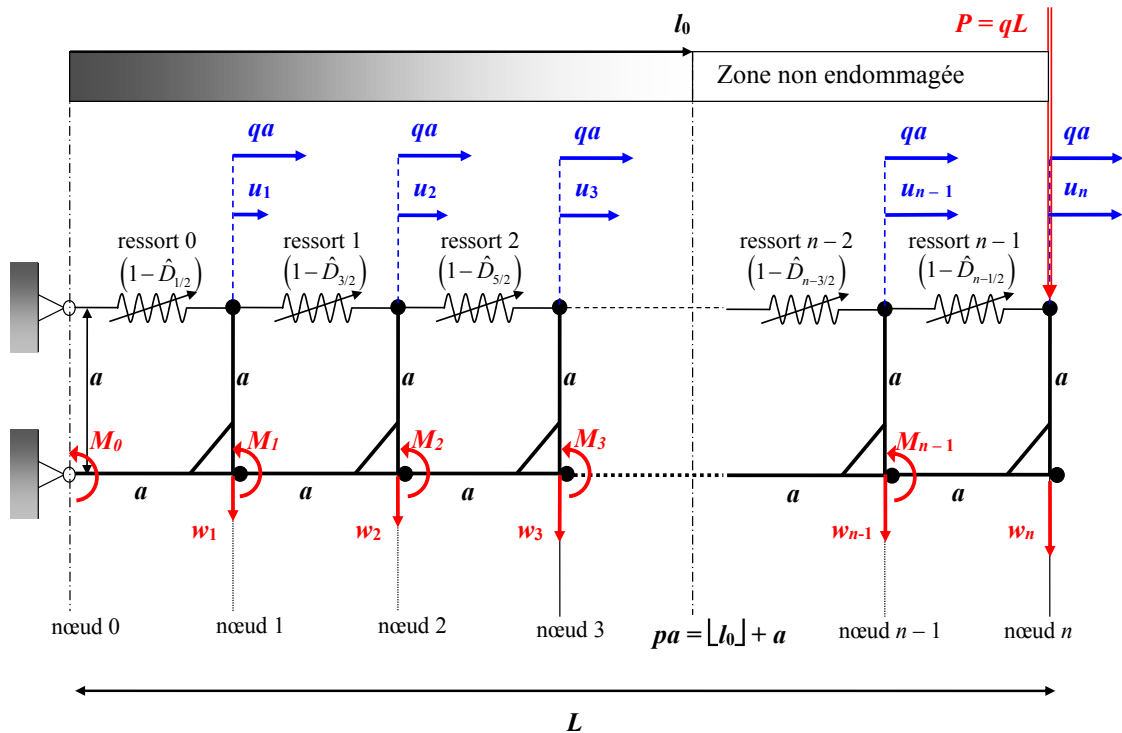 l₀
P = qL
Zone non endommagée
qa qa qa qa qa
u₁ u₂ u₃ uₙ₋₁ uₙ
ressort 0 ressort 1 ressort 2 ressort n – 2 ressort n – 1
(1 – D̂₁/₂) (1 – D̂₃/₂) (1 – D̂₅/₂) (1 – D̂ₙ₋₃/₂) (1 – D̂ₙ₋₁/₂)
a a a a a a
M₀ M₁ M₂ M₃ Mₙ₋₁
a a a a a
w₁ w₂ w₃ wₙ₋₁ wₙ
nœud 0 nœud 1 nœud 2 nœud 3 pa = ⌊l₀⌋ + a nœud n – 1 nœud n
L